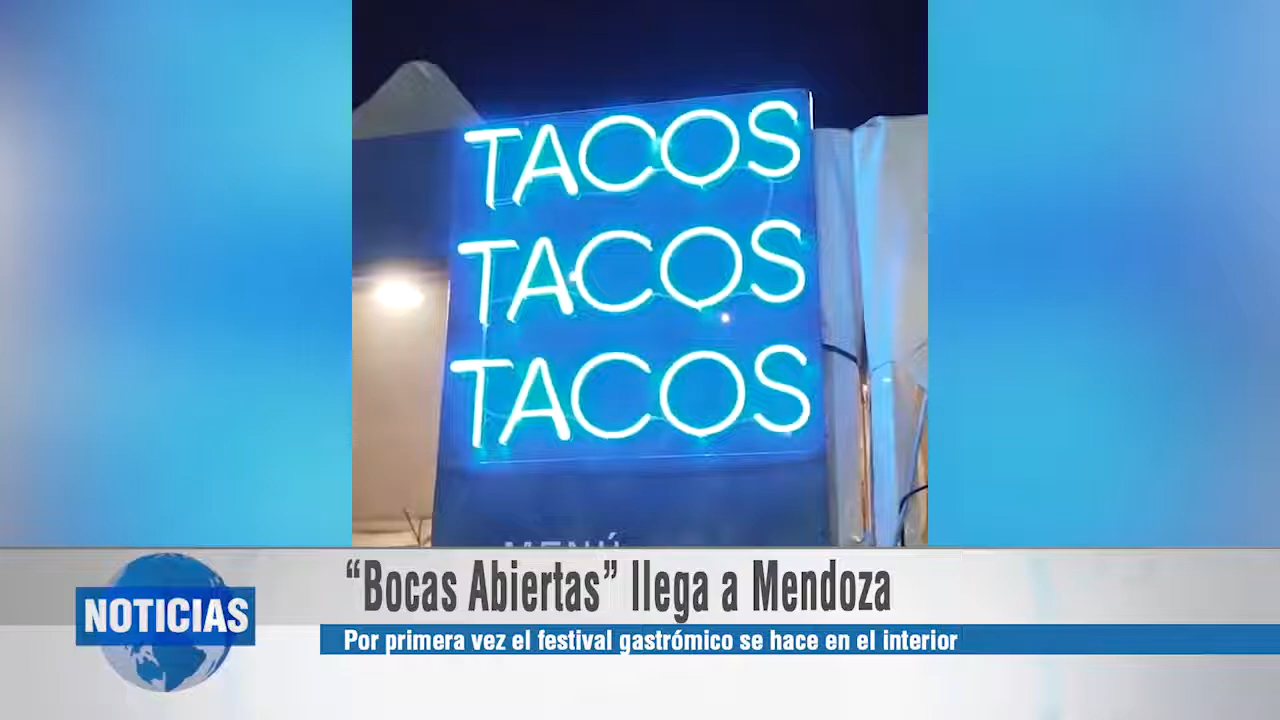 TACOS
TACOS
TACOS
MENÚ
“Bocas Abiertas” llega a Mendoza
NOTICIAS
Por primera vez el festival gastrómico se hace en el interior